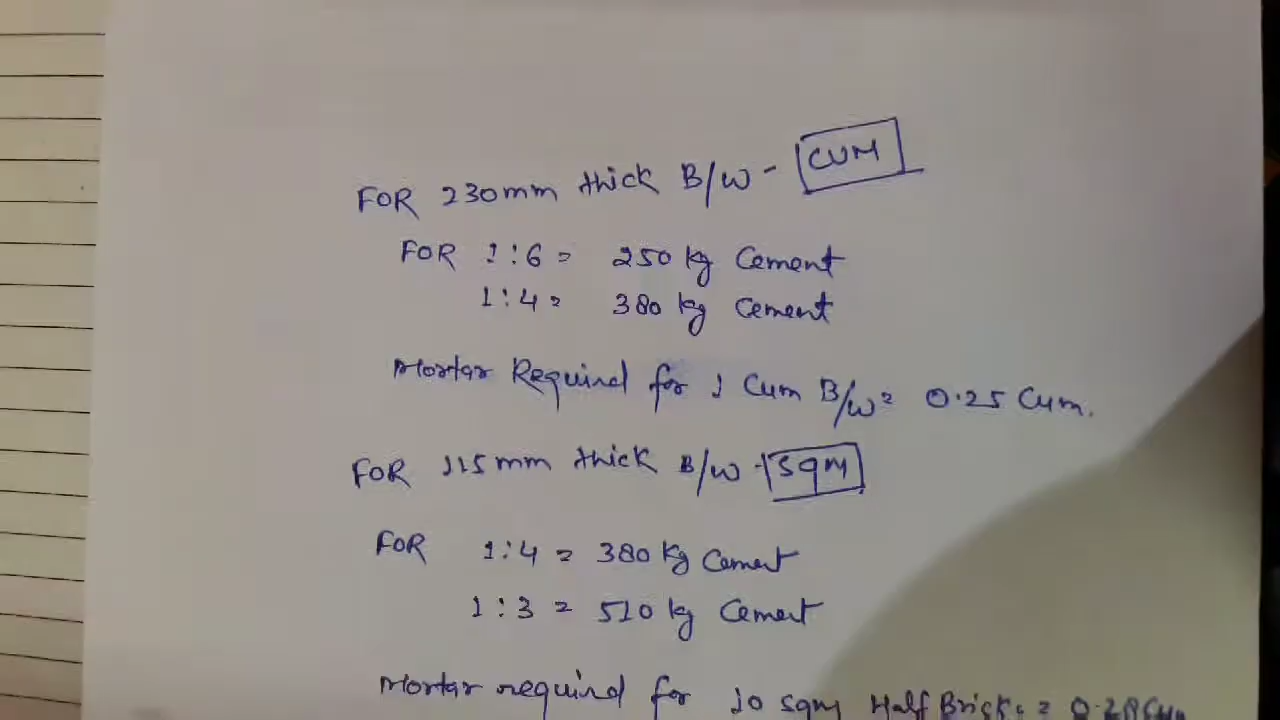 FOR 230mm thick B/W - CUM
FOR 1:6 = 250 kg Cement
1:4 = 380 kg Cement
Mortar Required for 1 Cum B/W = 0.25 Cum.
FOR 115mm thick B/W - Sqm
FOR 1:4 = 380 kg Cement
1:3 = 510 kg Cement
Mortar required for 10 sqm Half Brick =